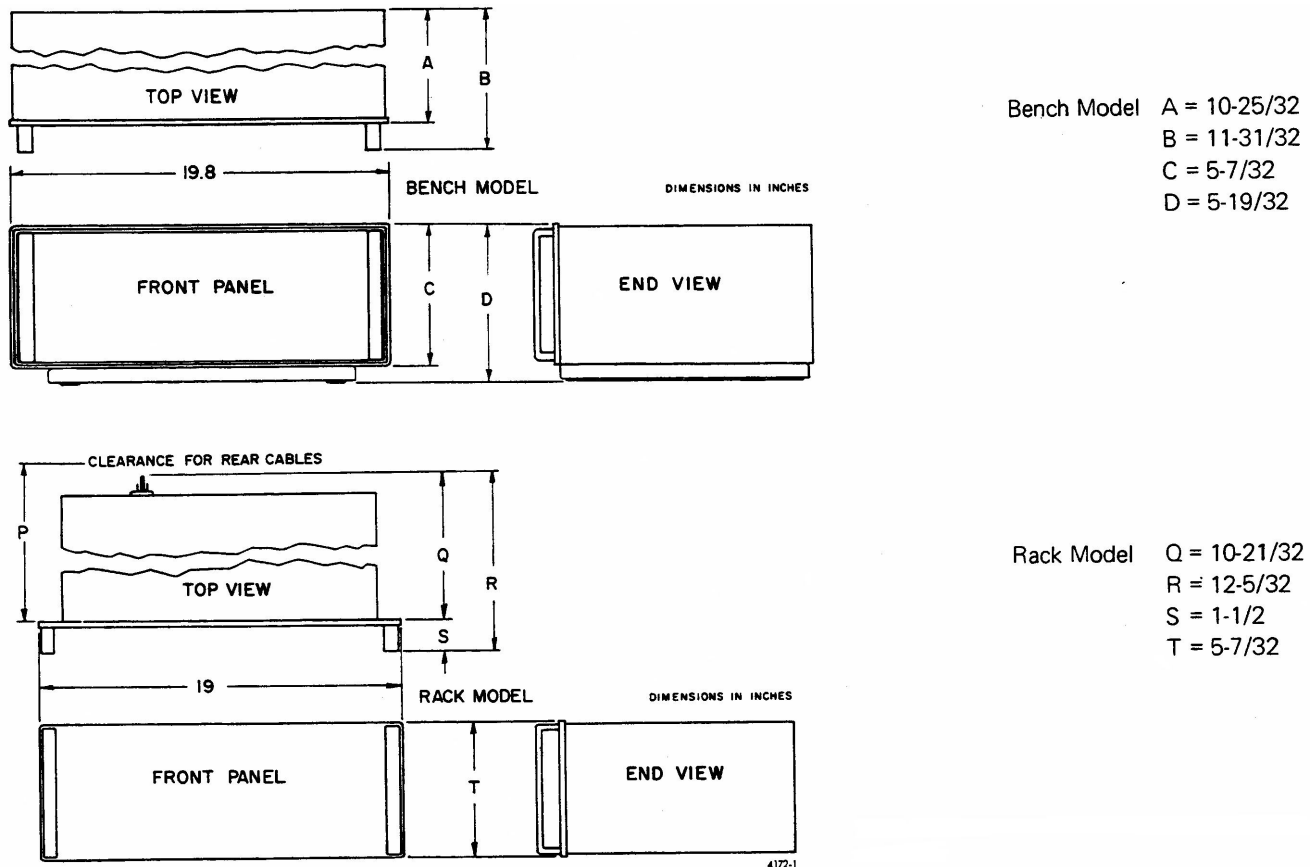 A
B
TOP VIEW
19.8
BENCH MODEL
DIMENSIONS IN INCHES
FRONT PANEL
C
D
END VIEW
Bench Model A = 10-25/32
B = 11-31/32
C = 5-7/32
D = 5-19/32
CLEARANCE FOR REAR CABLES
P
Q
R
TOP VIEW
S
19
RACK MODEL
DIMENSIONS IN INCHES
FRONT PANEL
T
END VIEW
4172-1
Rack Model Q = 10-21/32
R = 12-5/32
S = 1-1/2
T = 5-7/32